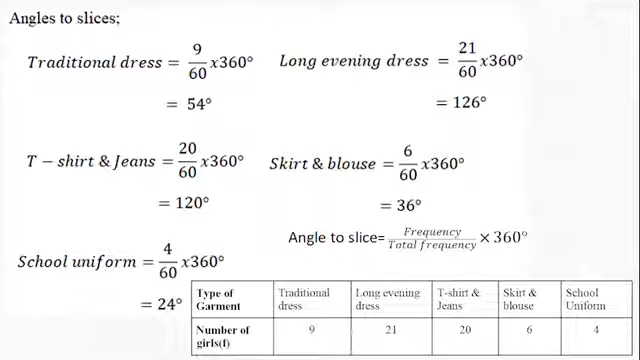 Angles to slices;
Traditional dress = 9/60 x360°
= 54°
Long evening dress = 21/60 x360°
= 126°
T − shirt & Jeans = 20/60 x360°
= 120°
Skirt & blouse = 6/60 x360°
= 36°
Angle to slice= Frequency/Total frequency × 360°
School uniform = 4/60 x360°
= 24°
Type of Garment | Traditional dress | Long evening dress | T-shirt & Jeans | Skirt & blouse | School Uniform
Number of girls(f) | 9 | 21 | 20 | 6 | 4